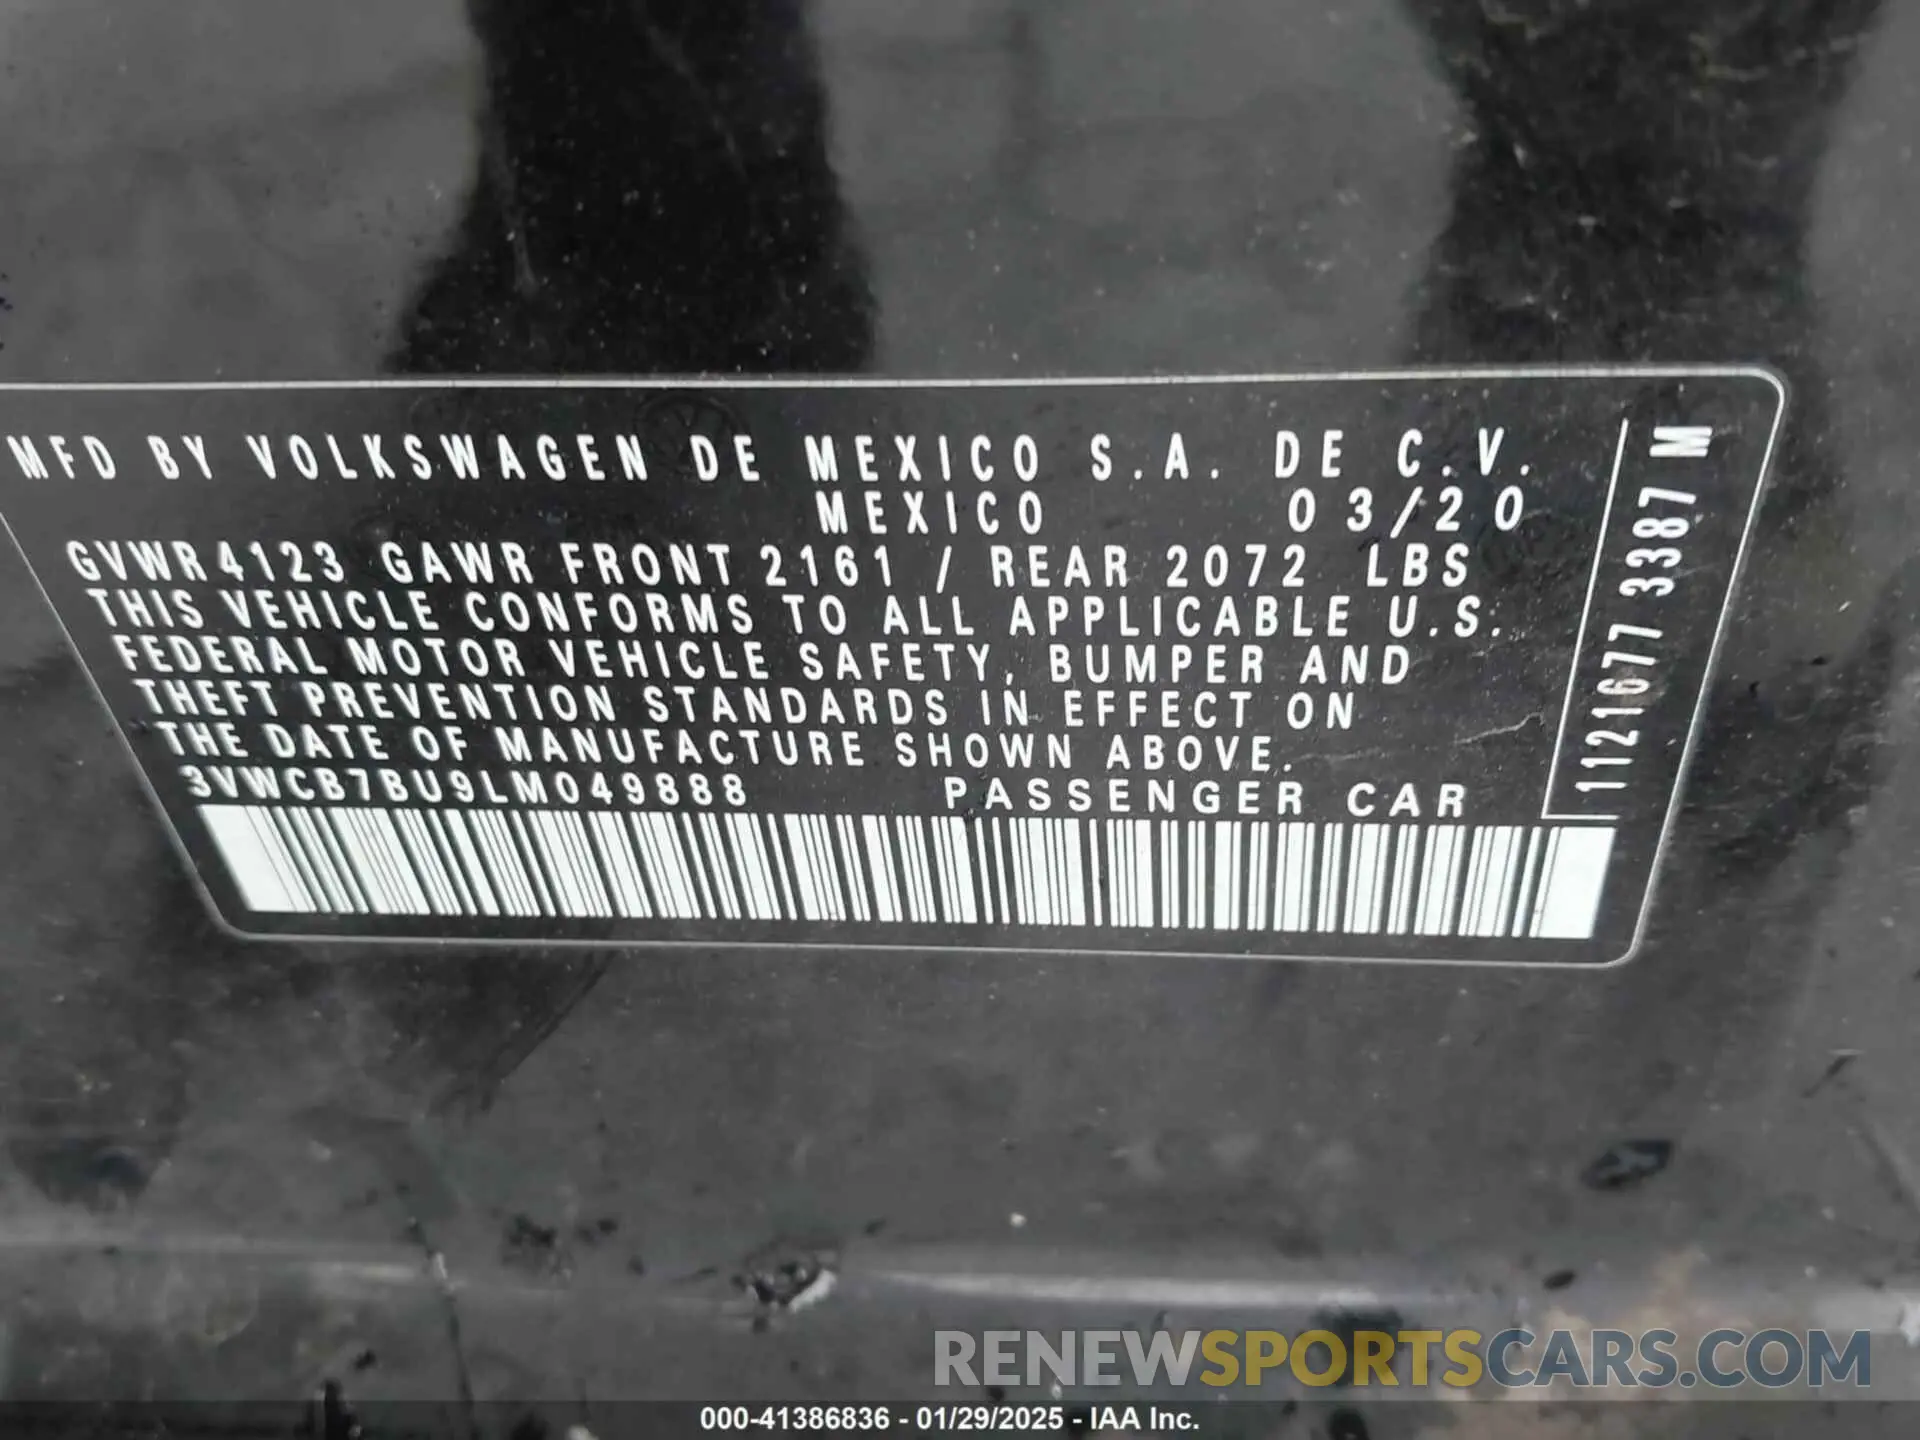 MFD BY VOLKSWAGEN DE MEXICO S.A. DE C.V.
MEXICO 03/20
GVWR 4123 GAWR FRONT 2161 / REAR 2072 LBS
THIS VEHICLE CONFORMS TO ALL APPLICABLE U.S.
FEDERAL MOTOR VEHICLE SAFETY, BUMPER AND
THEFT PREVENTION STANDARDS IN EFFECT ON
THE DATE OF MANUFACTURE SHOWN ABOVE.
3VWCB7BU9LM049888 PASSENGER CAR
1121677 3387 M
RENEWSPORTSCARS.COM
000-41386836 - 01/29/2025 - IAA Inc.